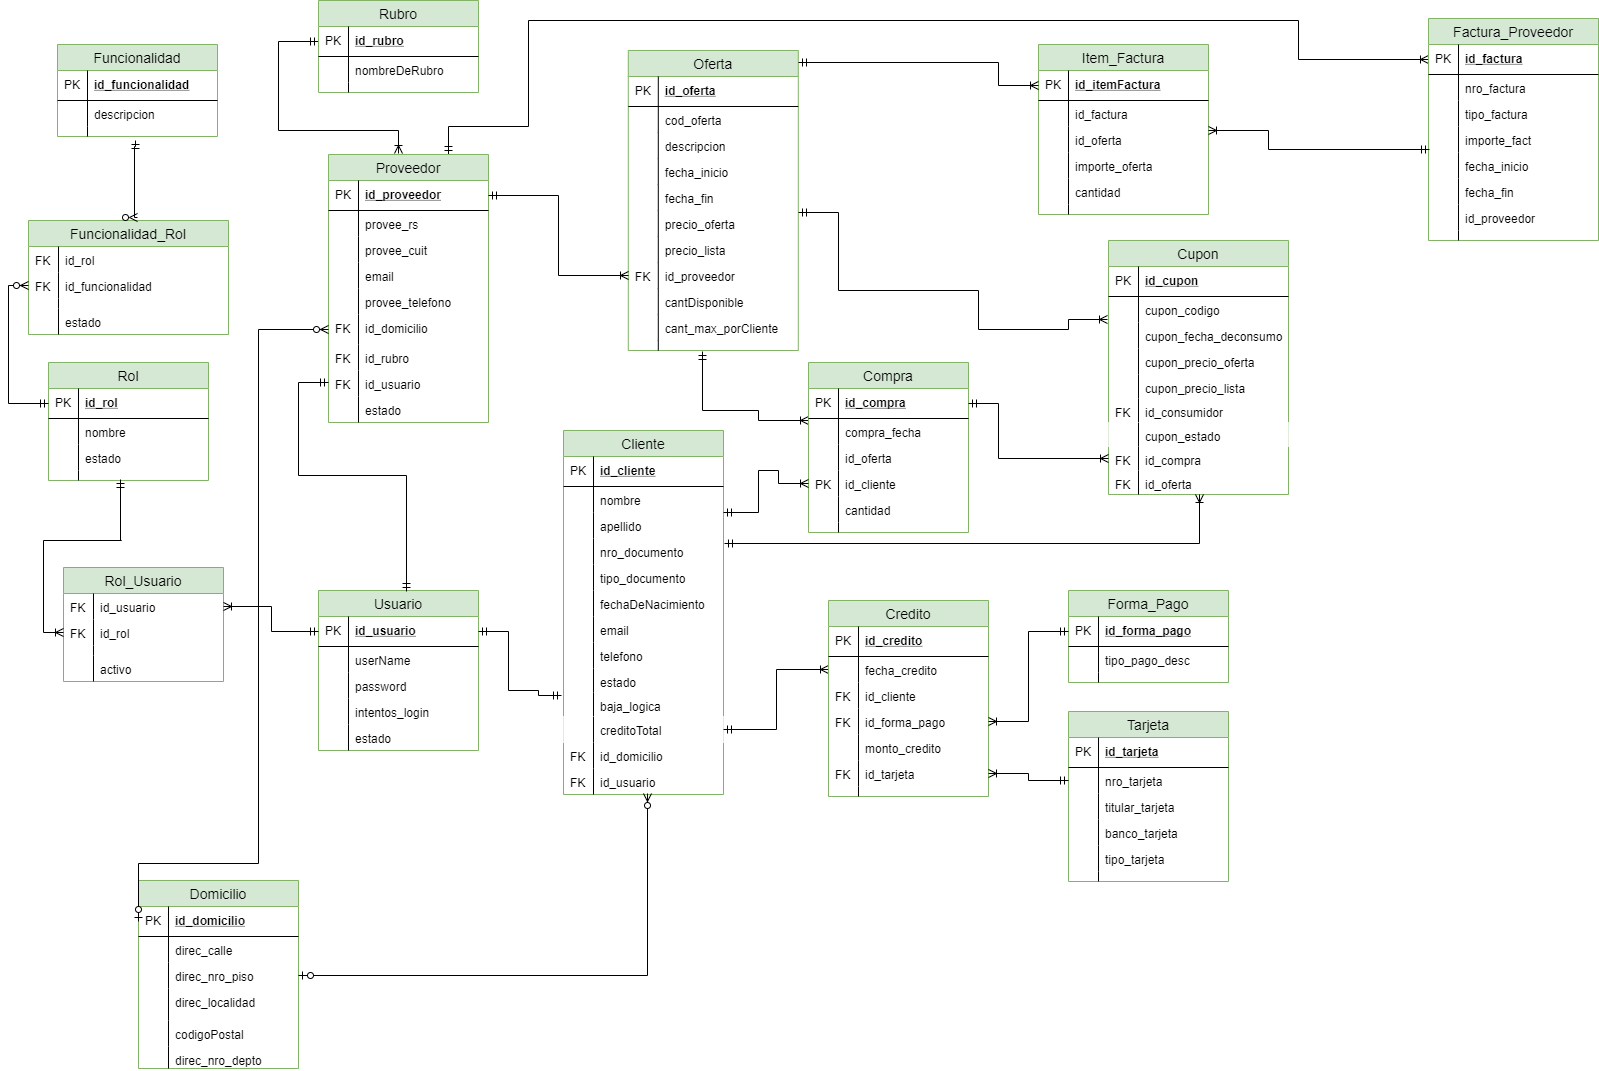 Rubro
PK id_rubro
nombreDeRubro
Funcionalidad
PK id_funcionalidad
descripcion
Funcionalidad_Rol
FK id_rol
FK id_funcionalidad
estado
Rol
PK id_rol
nombre
estado
Rol_Usuario
FK id_usuario
FK id_rol
activo
Proveedor
PK id_proveedor
provee_rs
provee_cuit
email
provee_telefono
FK id_domicilio
FK id_rubro
FK id_usuario
estado
Usuario
PK id_usuario
userName
password
intentos_login
estado
Domicilio
PK id_domicilio
direc_calle
direc_nro_piso
direc_localidad
codigoPostal
direc_nro_depto
Oferta
PK id_oferta
cod_oferta
descripcion
fecha_inicio
fecha_fin
precio_oferta
precio_lista
FK id_proveedor
cantDisponible
cant_max_porCliente
Cliente
PK id_cliente
nombre
apellido
nro_documento
tipo_documento
fechaDeNacimiento
email
telefono
estado
baja_logica
creditoTotal
FK id_domicilio
FK id_usuario
Compra
PK id_compra
compra_fecha
id_oferta
PK id_cliente
cantidad
Credito
PK id_credito
fecha_credito
FK id_cliente
FK id_forma_pago
monto_credito
FK id_tarjeta
Item_Factura
PK id_itemFactura
id_factura
id_oferta
importe_oferta
cantidad
Cupon
PK id_cupon
cupon_codigo
cupon_fecha_deconsumo
cupon_precio_oferta
cupon_precio_lista
FK id_consumidor
cupon_estado
FK id_compra
FK id_oferta
Forma_Pago
PK id_forma_pago
tipo_pago_desc
Tarjeta
PK id_tarjeta
nro_tarjeta
titular_tarjeta
banco_tarjeta
tipo_tarjeta
Factura_Proveedor
PK id_factura
nro_factura
tipo_factura
importe_fact
fecha_inicio
fecha_fin
id_proveedor